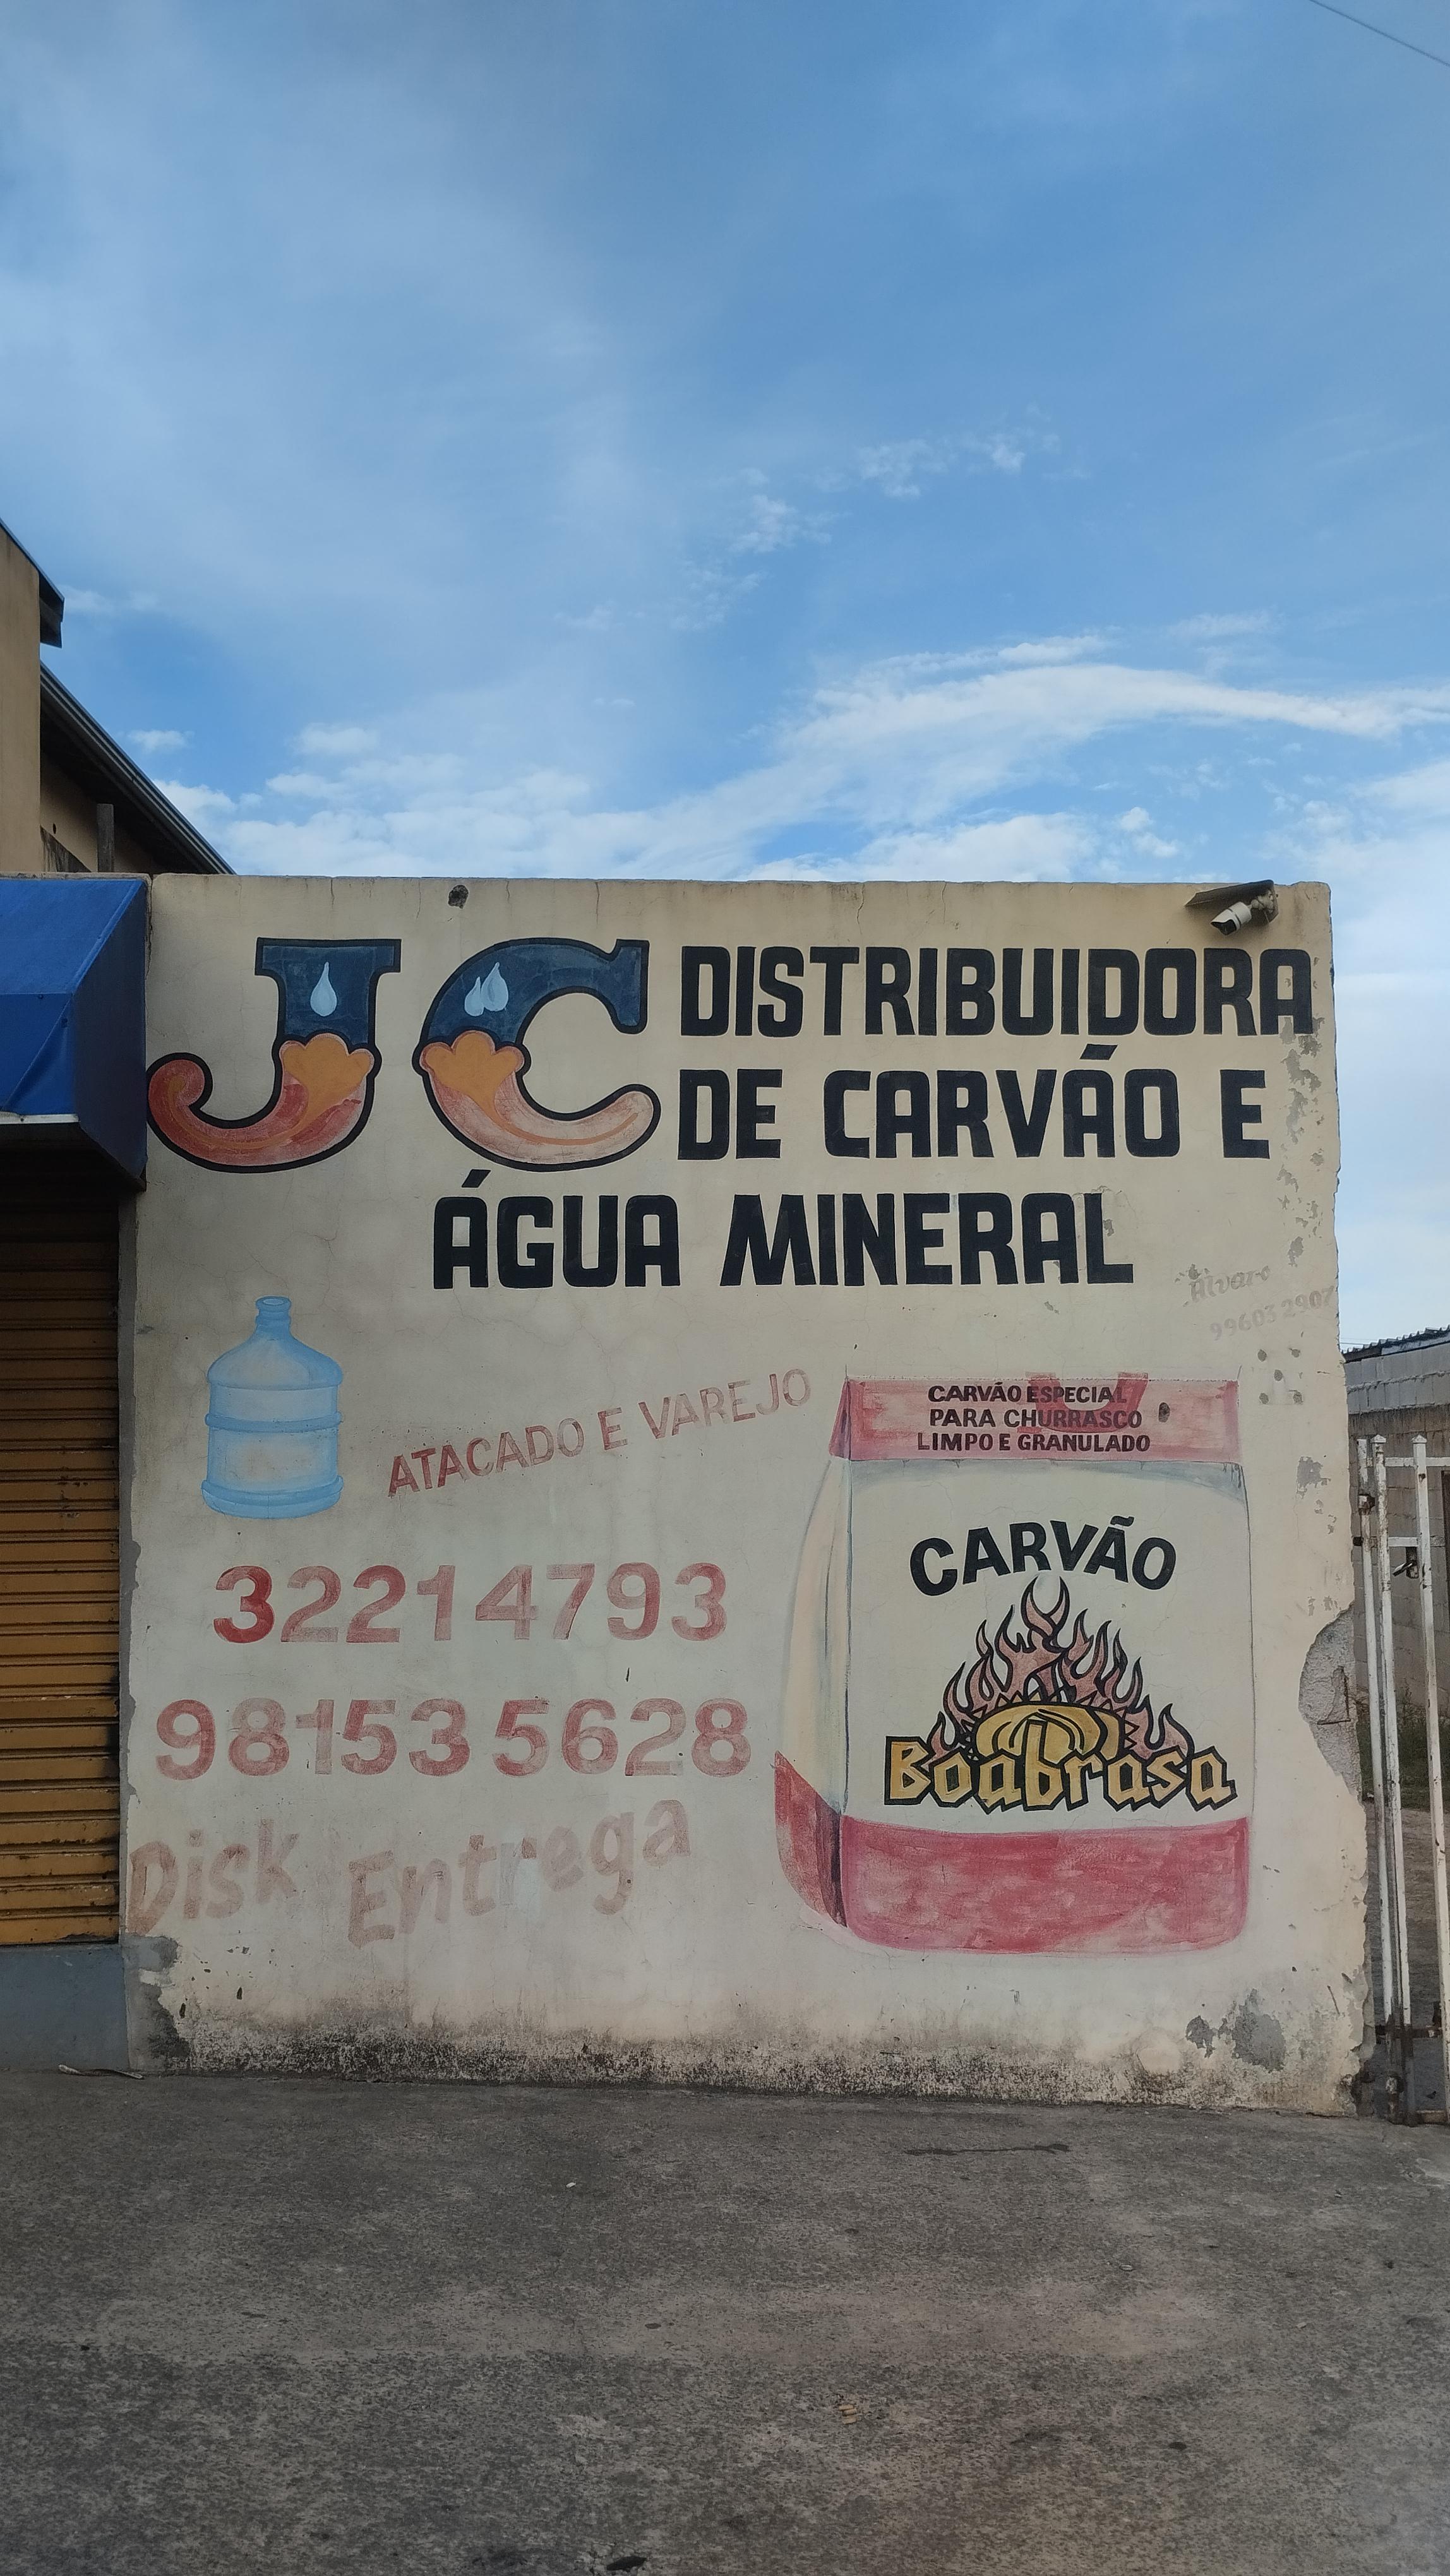 JC DISTRIBUIDORA
DE CARVÁO E
ÁGUA MINERAL
Alvaro
99603 2907
ATACADO E VAREJO
32214793
98153 5628
Disk Entrega
CARVÃO ESPECIAL
PARA CHURRASCO
LIMPO E GRANULADO
CARVÃO
Boabrasa